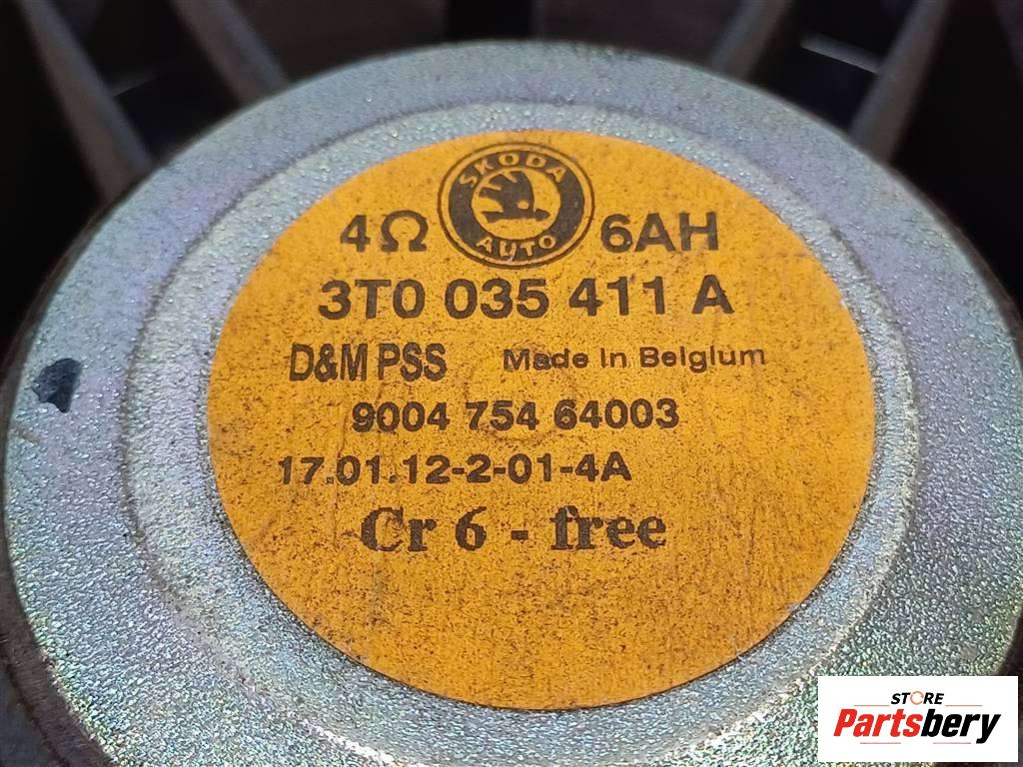 SKODA
AUTO
4Ω 6AH
3T0 035 411 A
D&M PSS Made In Belgium
9004 754 64003
17.01.12-2-01-4A
Cr 6 - free
STORE
Partsbery